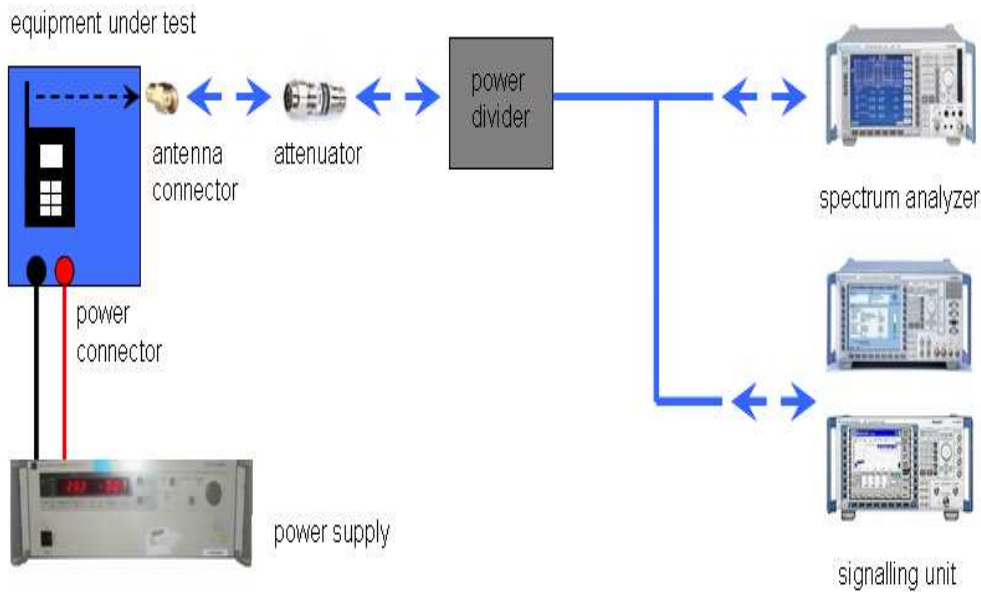 equipment under test
power
divider
antenna
connector
attenuator
spectrum analyzer
power
connector
power supply
signalling unit